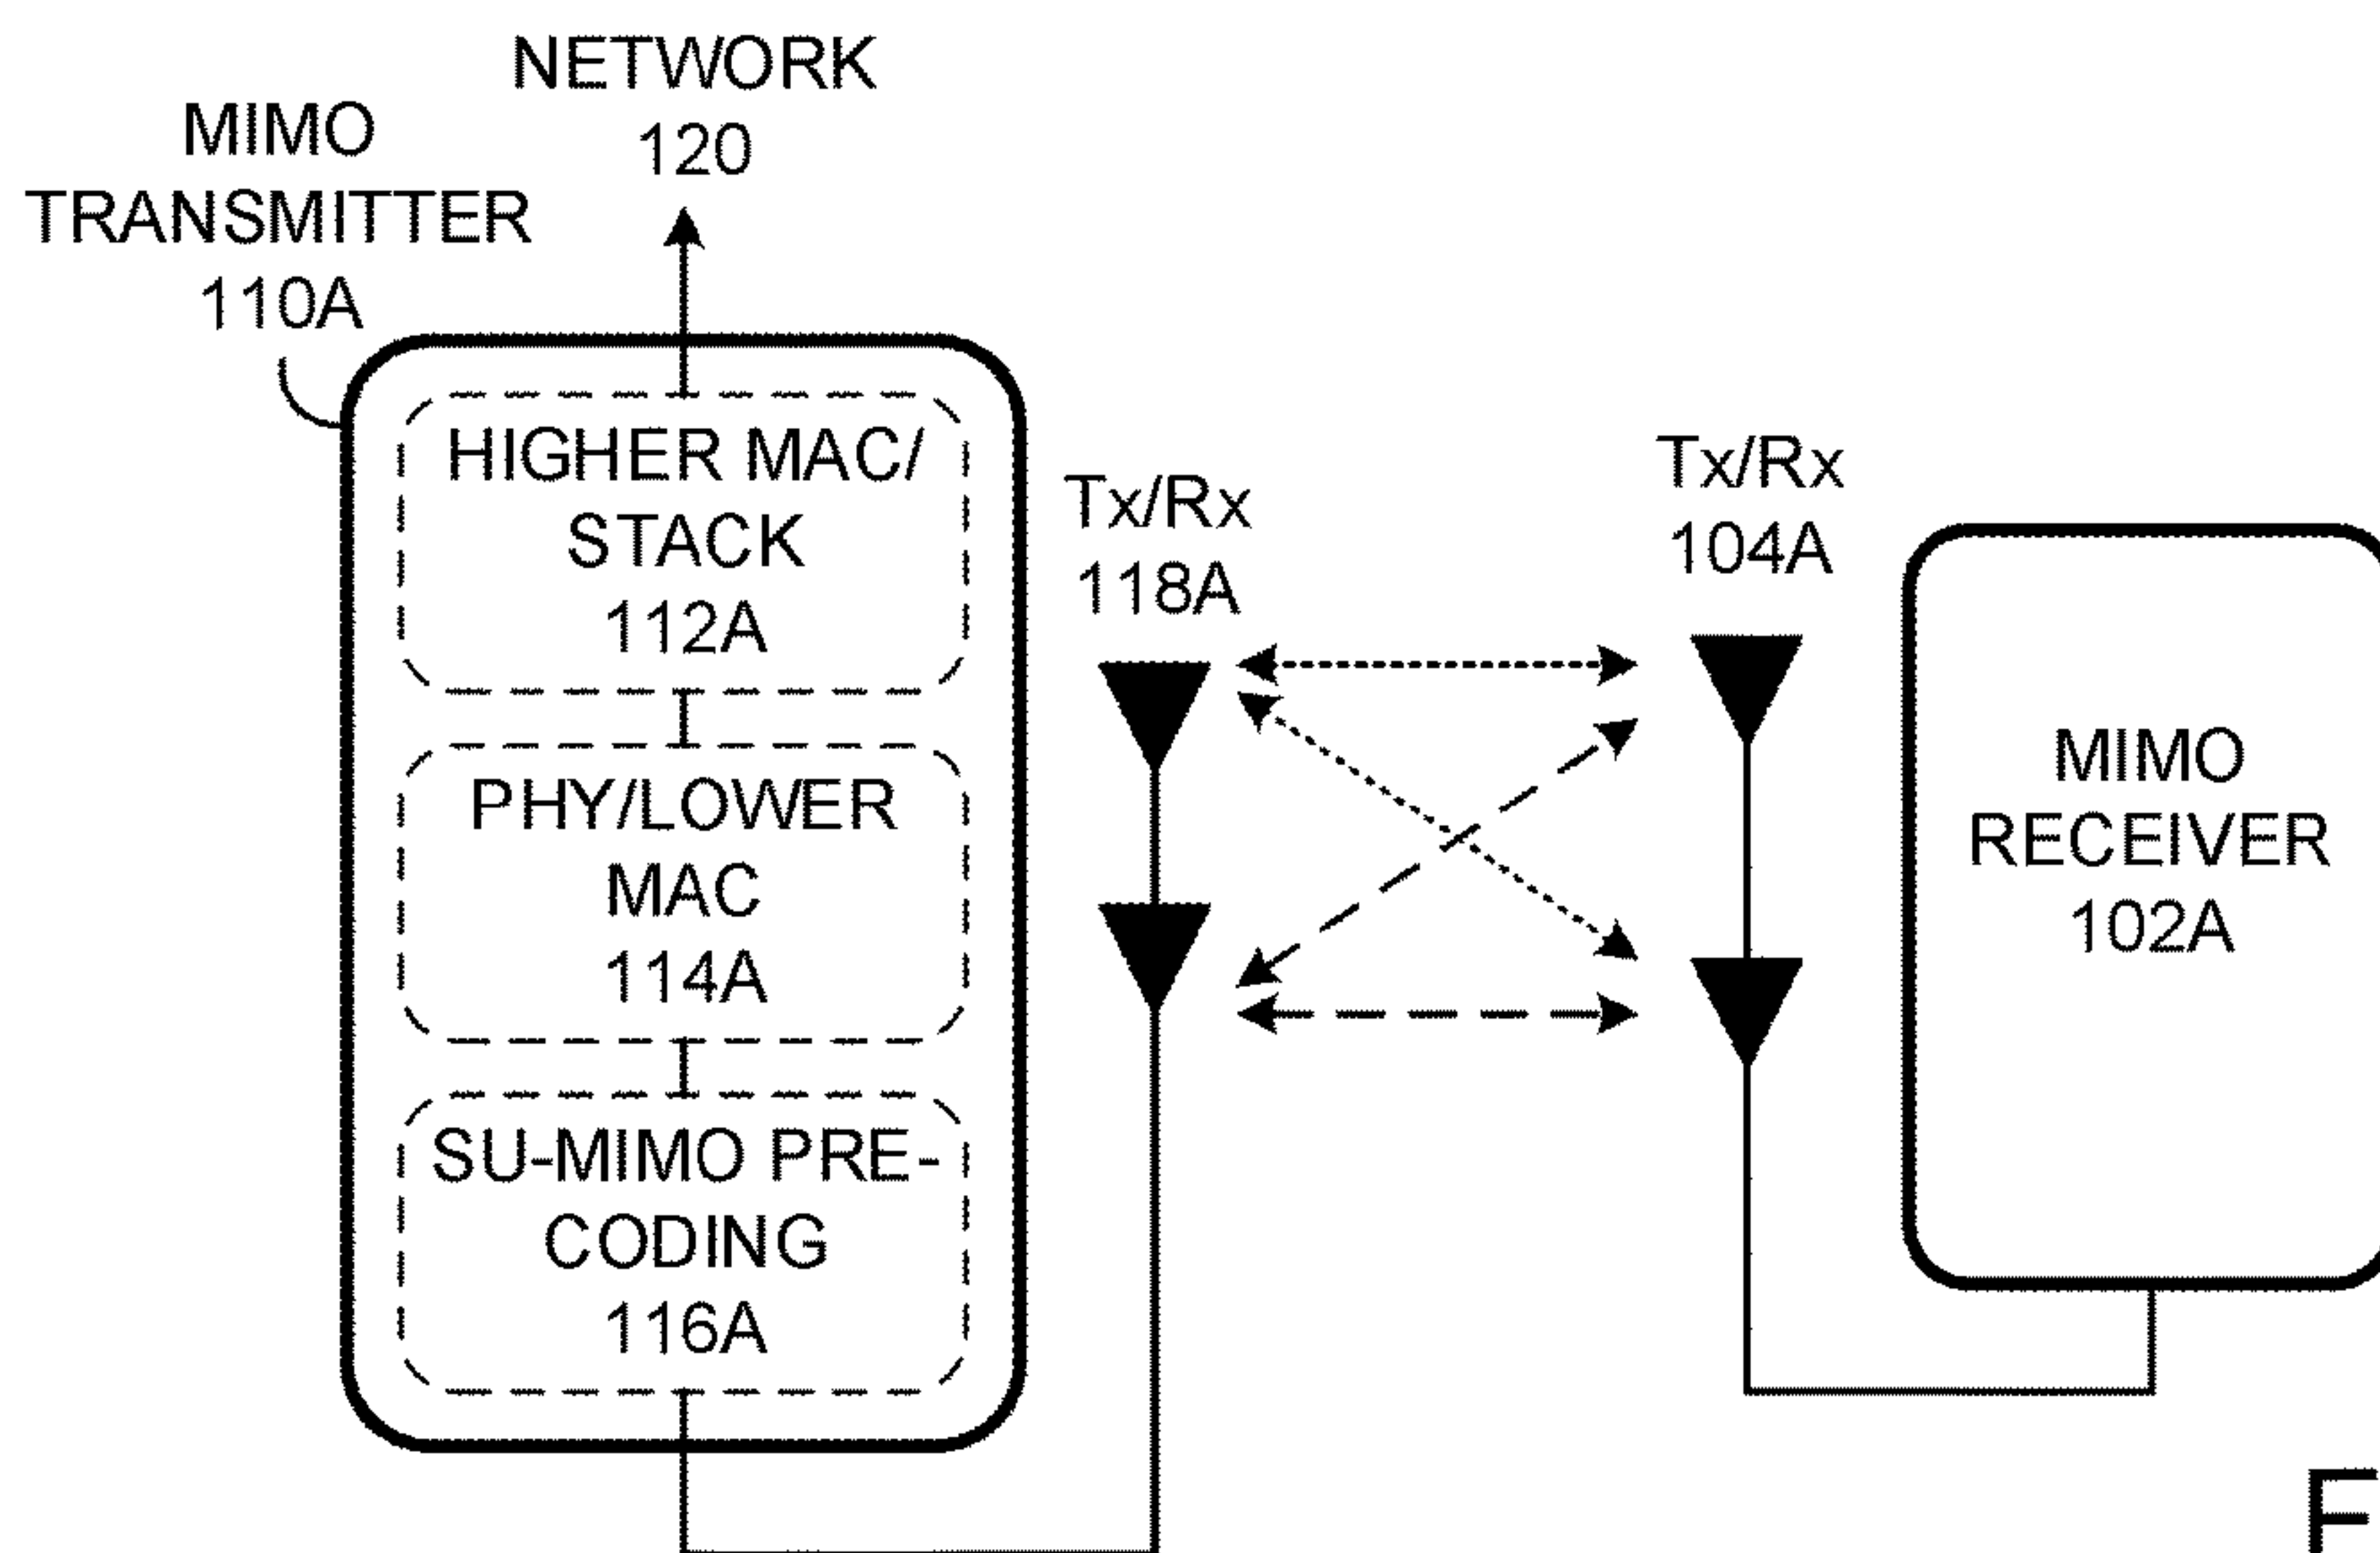 NETWORK
120
MIMO
TRANSMITTER
110A
HIGHER MAC/
STACK
112A
PHY/LOWER
MAC
114A
SU-MIMO PRE-
CODING
116A
Tx/Rx
118A
Tx/Rx
104A
MIMO
RECEIVER
102A
F